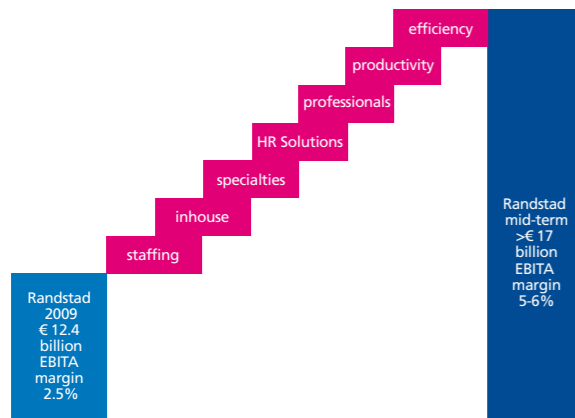 efficiency
productivity
professionals
HR Solutions
specialties
inhouse
staffing
Randstad
2009
€ 12.4
billion
EBITA
margin
2.5%
Randstad
mid-term
>€ 17
billion
EBITA
margin
5-6%